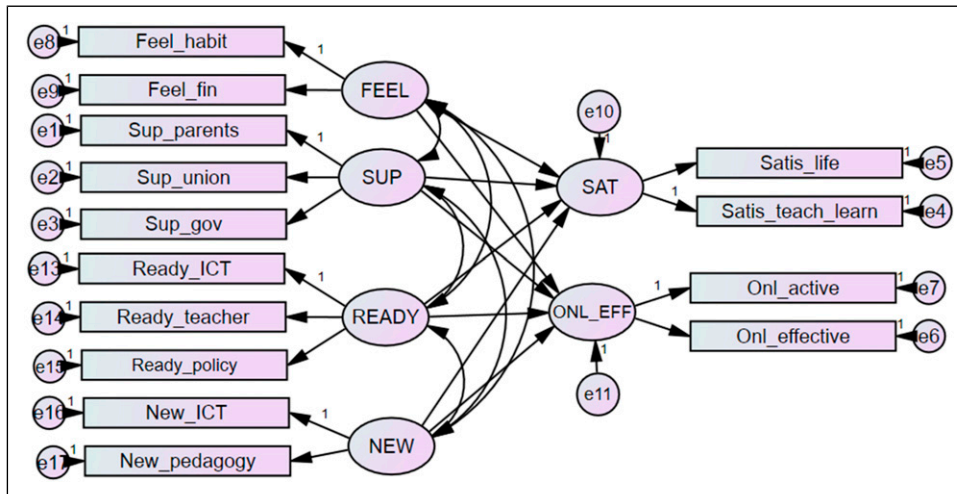 e8 1 Feel_habit 1
e9 1 Feel_fin
FEEL
e1 1 Sup_parents 1
e2 1 Sup_union
SUP
e3 1 Sup_gov
e13 1 Ready_ICT 1
e14 1 Ready_teacher
READY
e15 1 Ready_policy
e16 1 New_ICT 1
e17 1 New_pedagogy
NEW
e10
1
SAT
Satis_life 1 e5
1 Satis_teach_learn 1 e4
ONL_EFF
1 Onl_active 1 e7
Onl_effective 1 e6
1
e11